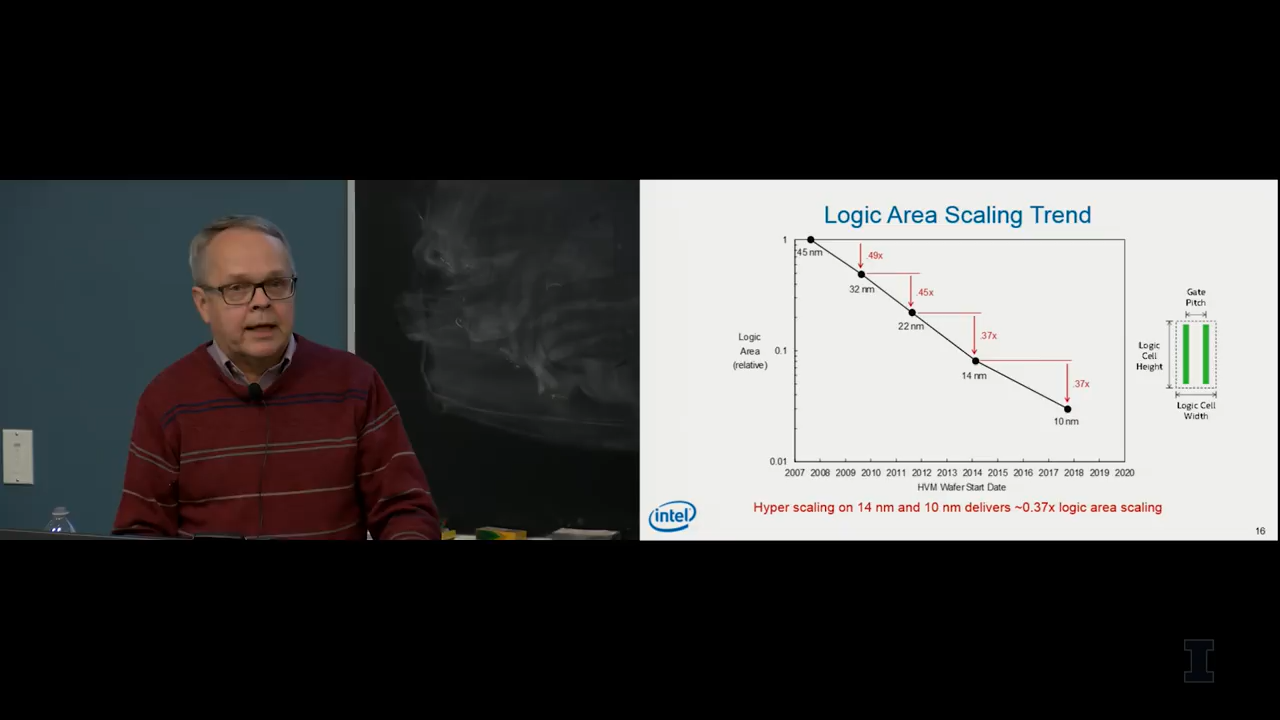 Logic Area Scaling Trend
1
45 nm
.49x
32 nm
.45x
22 nm
.37x
14 nm
.37x
10 nm
Logic
Area
(relative)
0.1
0.01
2007 2008 2009 2010 2011 2012 2013 2014 2015 2016 2017 2018 2019 2020
HVM Wafer Start Date
Gate
Pitch
Logic
Cell
Height
Logic Cell
Width
Hyper scaling on 14 nm and 10 nm delivers ~0.37x logic area scaling
intel
16
I